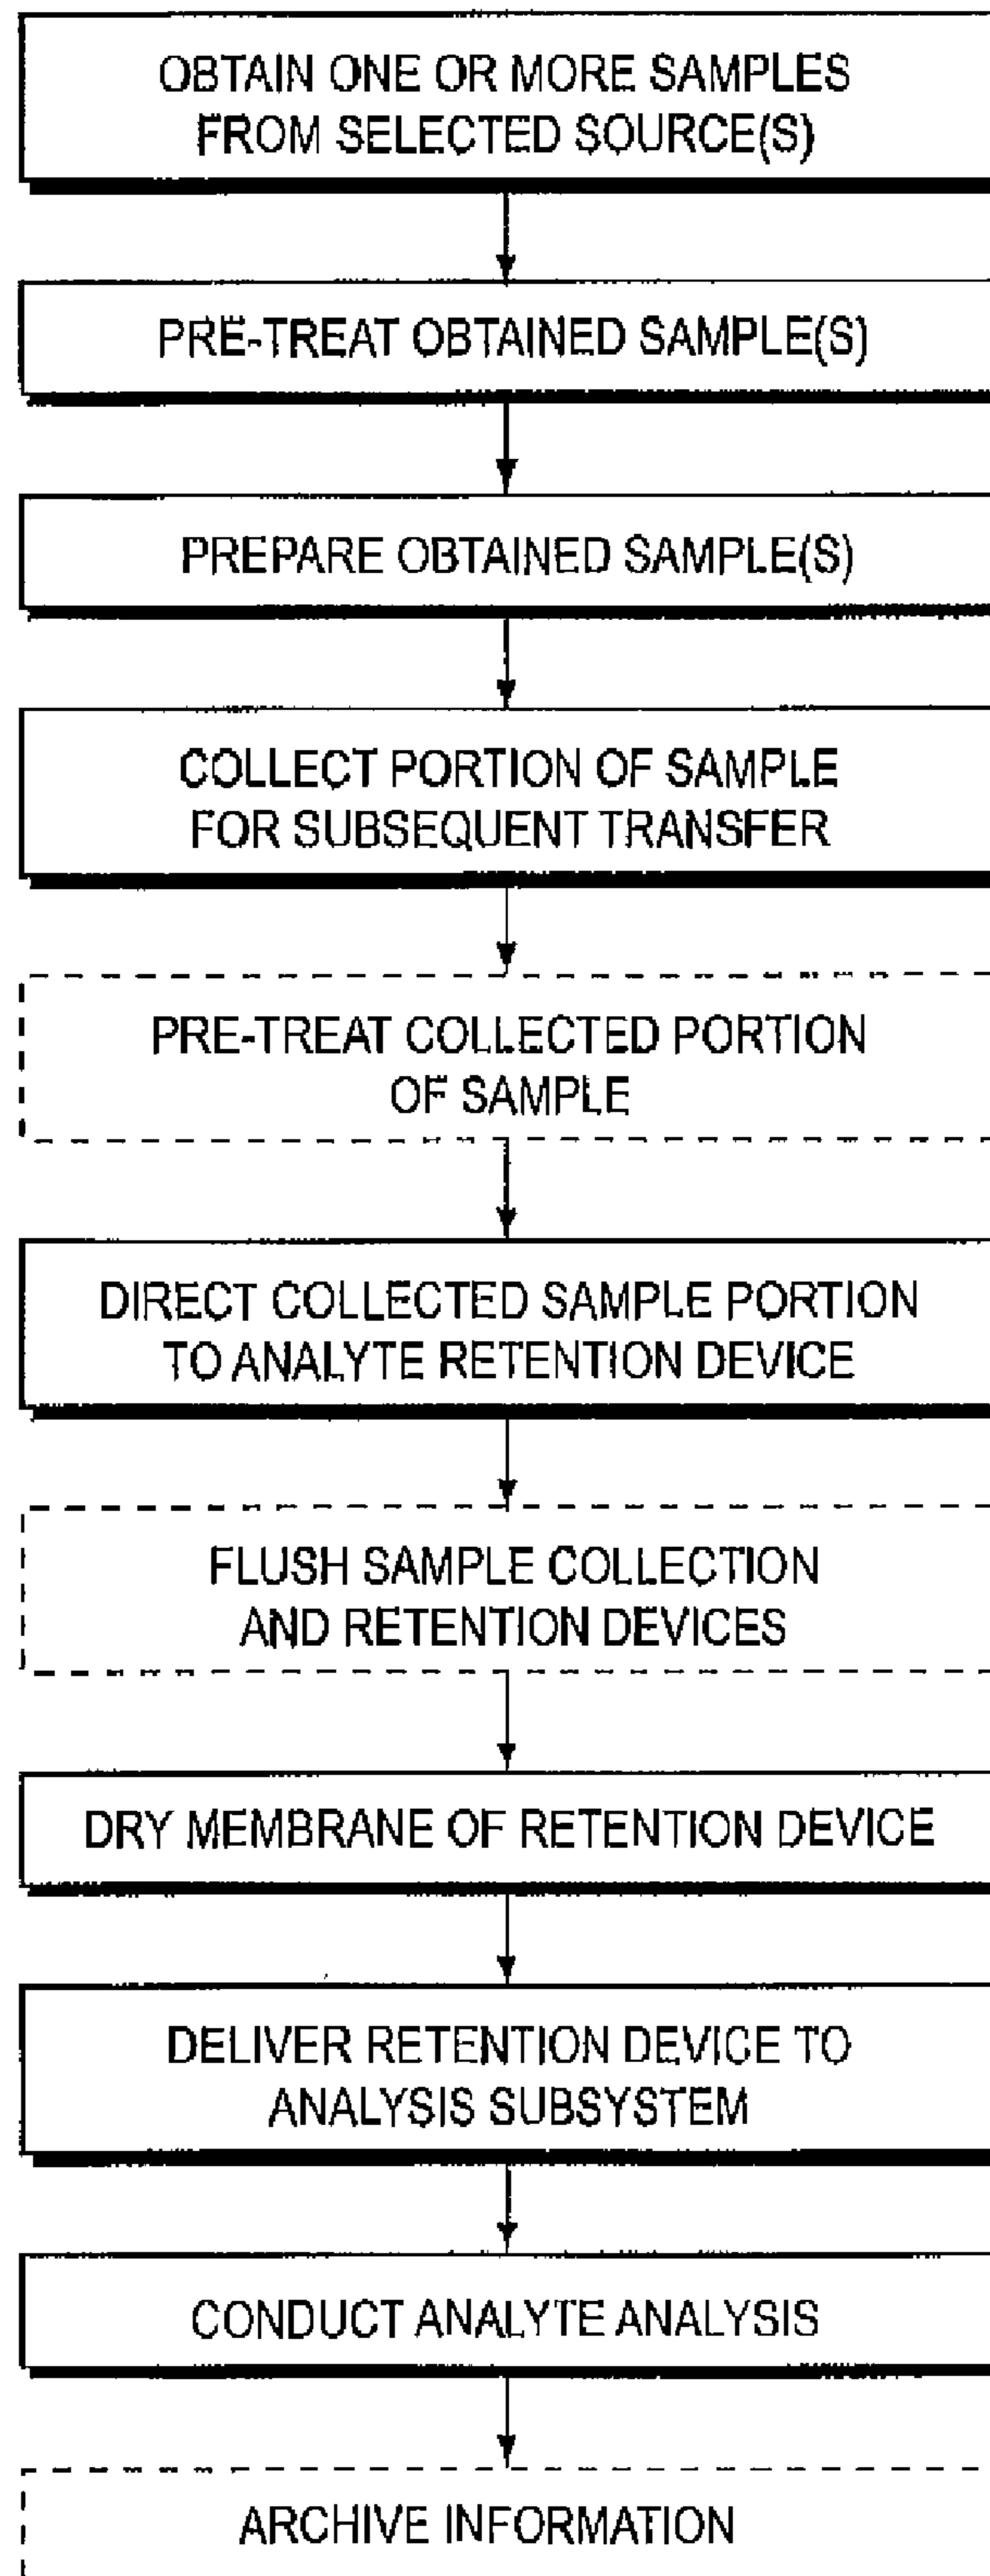 OBTAIN ONE OR MORE SAMPLES
FROM SELECTED SOURCE(S)
PRE-TREAT OBTAINED SAMPLE(S)
PREPARE OBTAINED SAMPLE(S)
COLLECT PORTION OF SAMPLE
FOR SUBSEQUENT TRANSFER
PRE-TREAT COLLECTED PORTION
OF SAMPLE
DIRECT COLLECTED SAMPLE PORTION
TO ANALYTE RETENTION DEVICE
FLUSH SAMPLE COLLECTION
AND RETENTION DEVICES
DRY MEMBRANE OF RETENTION DEVICE
DELIVER RETENTION DEVICE TO
ANALYSIS SUBSYSTEM
CONDUCT ANALYTE ANALYSIS
ARCHIVE INFORMATION